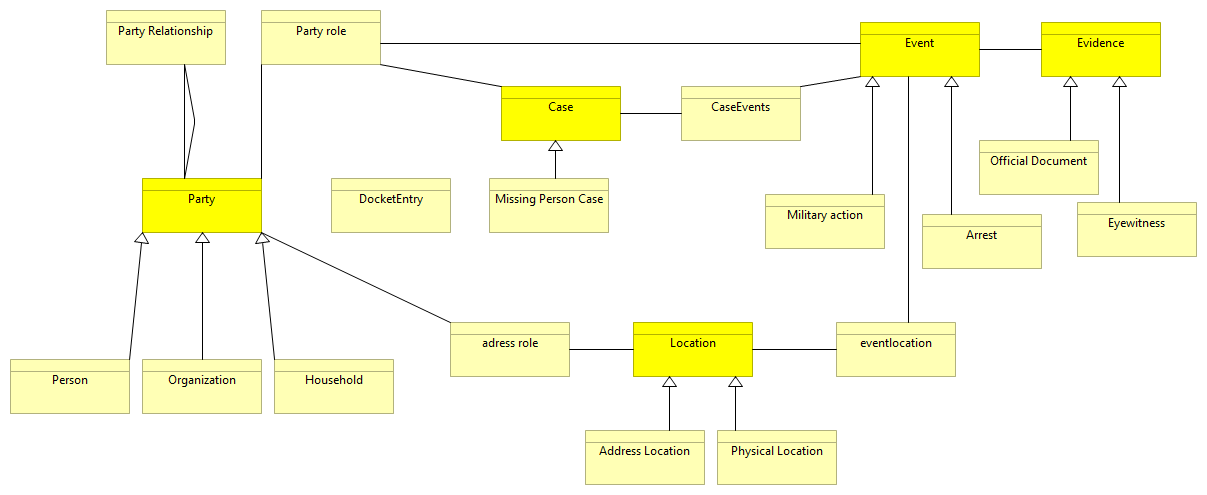 Party Relationship
Party role
Event
Evidence
Case
CaseEvents
Official Document
Party
DocketEntry
Missing Person Case
Military action
Arrest
Eyewitness
adress role
Location
eventlocation
Person
Organization
Household
Address Location
Physical Location